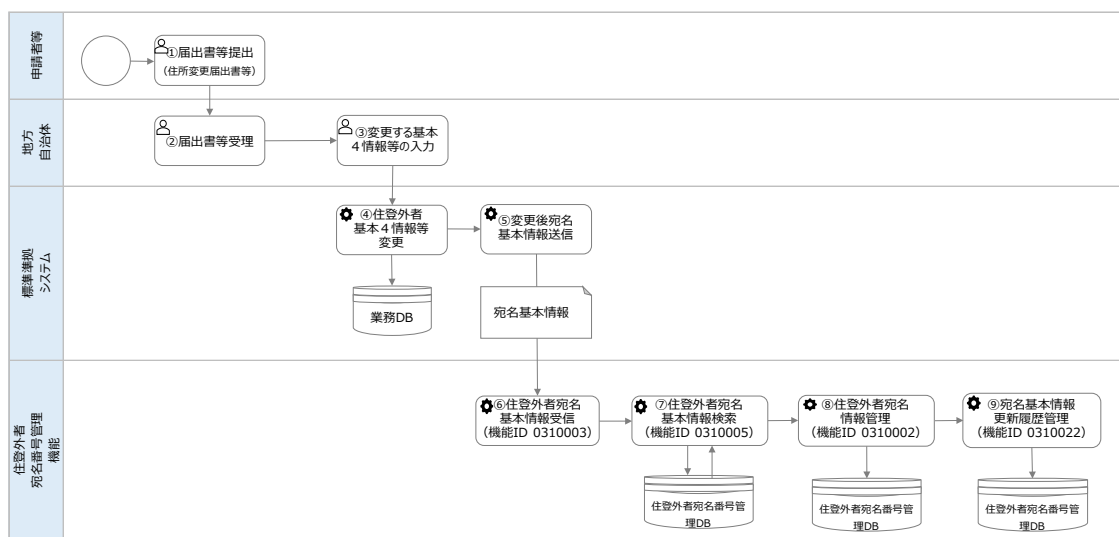 申請者等
①届出書等提出
（住所変更届出書等）
地方
自治体
②届出書等受理
③変更する基本
４情報等の入力
標準準拠
システム
④住登外者
基本４情報等
変更
⑤変更後宛名
基本情報送信
業務DB
宛名基本情報
住登外者
宛名番号管理
機能
⑥住登外者宛名
基本情報受信
（機能ID 0310003）
⑦住登外者宛名
基本情報検索
（機能ID 0310005）
⑧住登外者宛名
情報管理
（機能ID 0310002）
⑨宛名基本情報
更新履歴管理
（機能ID 0310022）
住登外者宛名番号管
理DB
住登外者宛名番号管
理DB
住登外者宛名番号管
理DB